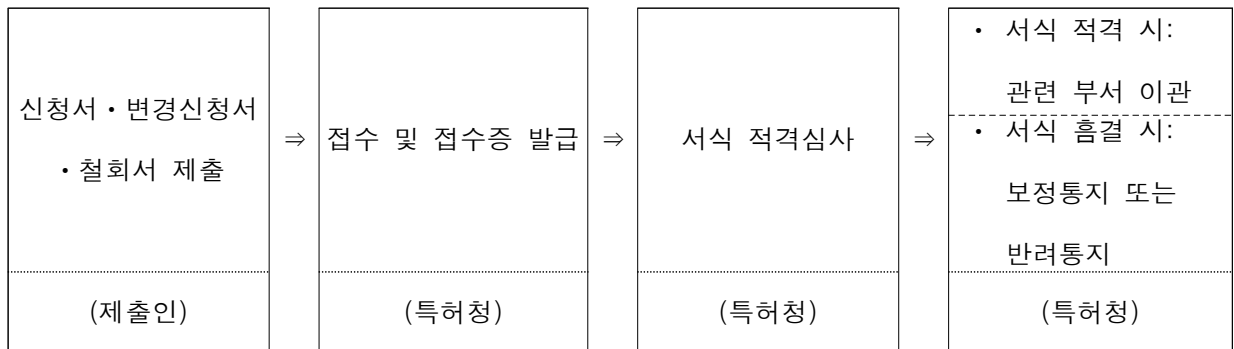 신청서·변경신청서
·철회서 제출
(제출인)
⇒
접수 및 접수증 발급
(특허청)
⇒
서식 적격심사
(특허청)
⇒
· 서식 적격 시:
관련 부서 이관
· 서식 흠결 시:
보정통지 또는
반려통지
(특허청)